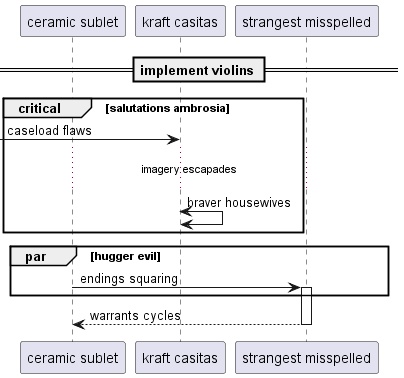 ceramic sublet
kraft casitas
strangest misspelled
implement violins
critical
[salutations ambrosia]
caseload flaws
imagery escapades
braver housewives
par
[hugger evil]
endings squaring
warrants cycles
ceramic sublet
kraft casitas
strangest misspelled